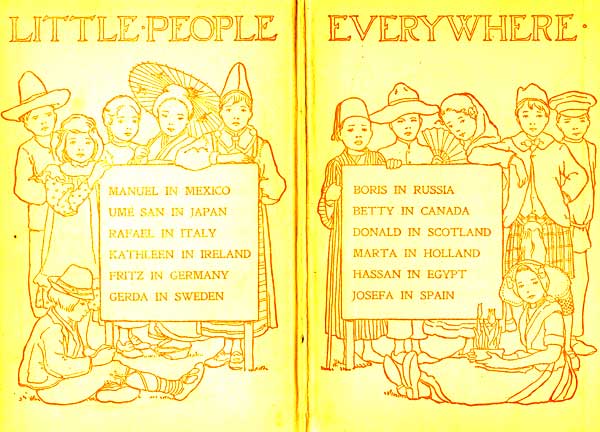 LITTLE·PEOPLE EVERYWHERE·
MANUEL IN MEXICO
UMÉ SAN IN JAPAN
RAFAEL IN ITALY
KATHLEEN IN IRELAND
FRITZ IN GERMANY
GERDA IN SWEDEN
BORIS IN RUSSIA
BETTY IN CANADA
DONALD IN SCOTLAND
MARTA IN HOLLAND
HASSAN IN EGYPT
JOSEFA IN SPAIN